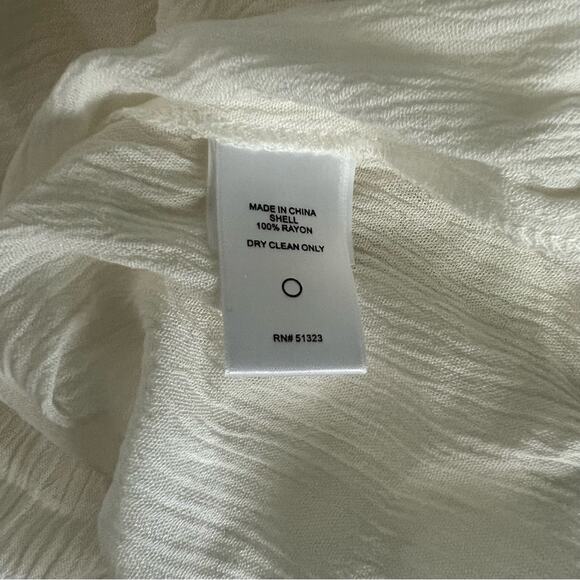 MADE IN CHINA
SHELL
100% RAYON
DRY CLEAN ONLY
RN# 51323